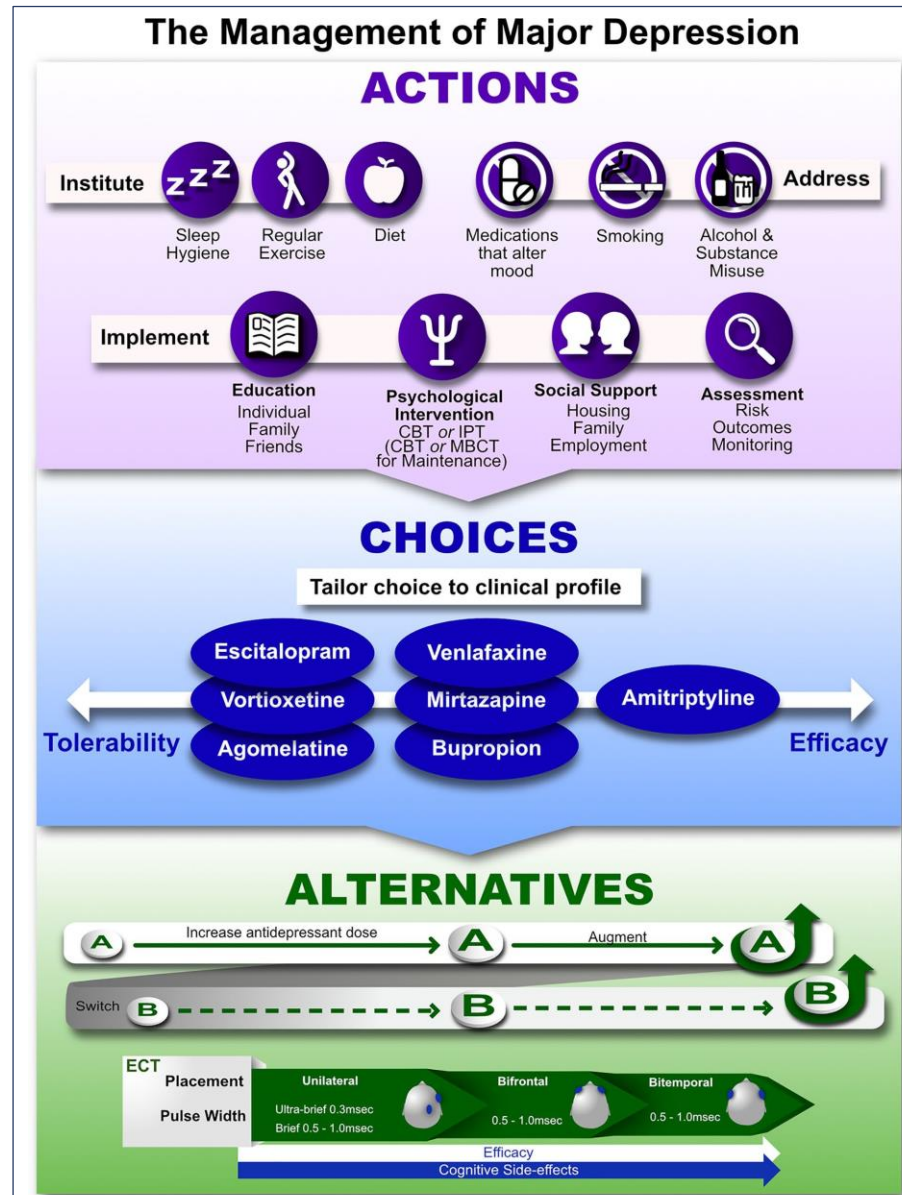 The Management of Major Depression
ACTIONS
Institute
zzz
Sleep
Hygiene
Regular
Exercise
Diet
Medications
that alter
mood
Smoking
Alcohol &
Substance
Misuse
Address
Implement
Ψ
Education
Individual
Family
Friends
Psychological
Intervention
CBT or IPT
(CBT or MBCT
for Maintenance)
Social Support
Housing
Family
Employment
Assessment
Risk
Outcomes
Monitoring
CHOICES
Tailor choice to clinical profile
Escitalopram
Venlafaxine
Vortioxetine
Mirtazapine
Amitriptyline
Tolerability
Agomelatine
Bupropion
Efficacy
ALTERNATIVES
A
Increase antidepressant dose
A
Augment
A
Switch
B
B
B
ECT
Placement
Unilateral
Bifrontal
Bitemporal
Pulse Width
Ultra-brief 0.3msec
Brief 0.5 - 1.0msec
0.5 - 1.0msec
0.5 - 1.0msec
Efficacy
Cognitive Side-effects